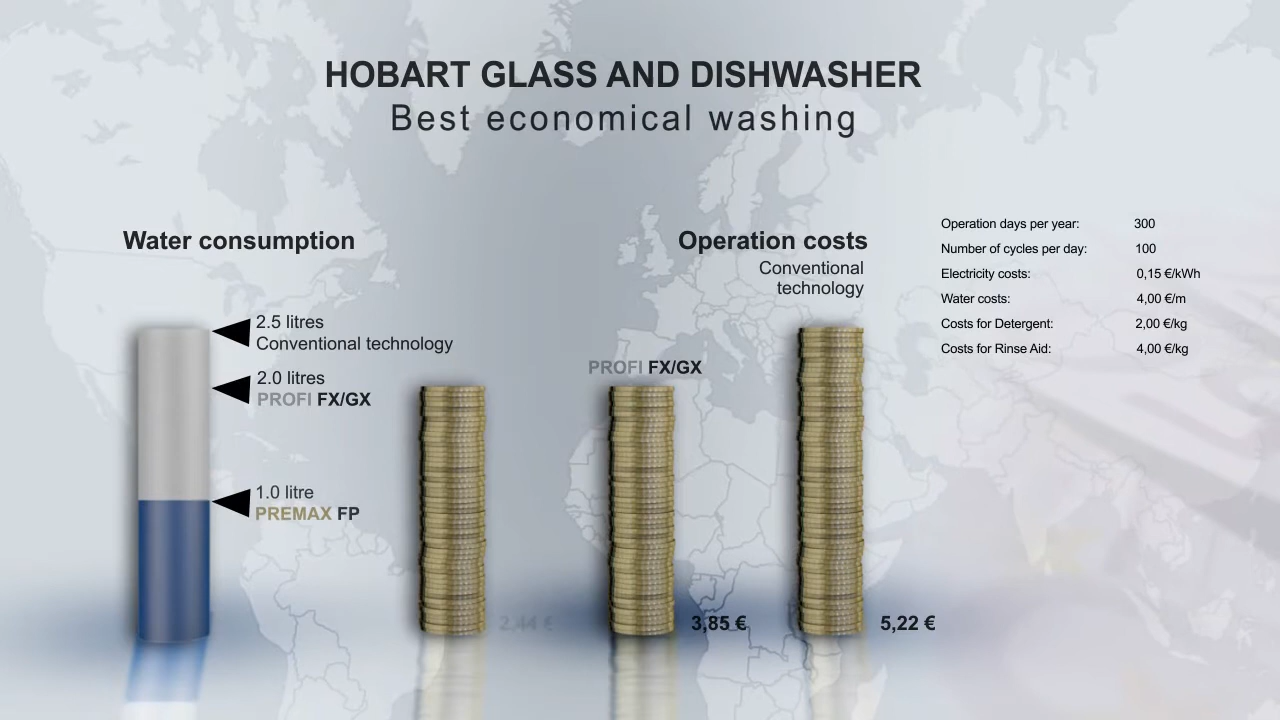 HOBART GLASS AND DISHWASHER
Best economical washing
Water consumption
2.5 litres
Conventional technology
2.0 litres
PROFI FX/GX
1.0 litre
PREMAX FP
Operation costs
Conventional
technology
PROFI FX/GX
2,44 €
3,85 €
5,22 €
Operation days per year: 300
Number of cycles per day: 100
Electricity costs: 0,15 €/kWh
Water costs: 4,00 €/m
Costs for Detergent: 2,00 €/kg
Costs for Rinse Aid: 4,00 €/kg